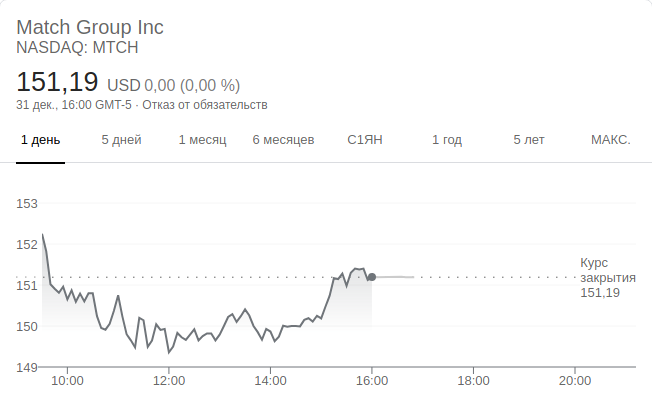 Match Group Inc
NASDAQ: MTCH
151,19 USD 0,00 (0,00 %)
31 дек., 16:00 GMT-5 · Отказ от обязательств
1 день 5 дней 1 месяц 6 месяцев С1ЯН 1 год 5 лет МАКС.
153
152
151
150
149
Курс
закрытия
151,19
10:00 12:00 14:00 16:00 18:00 20:00